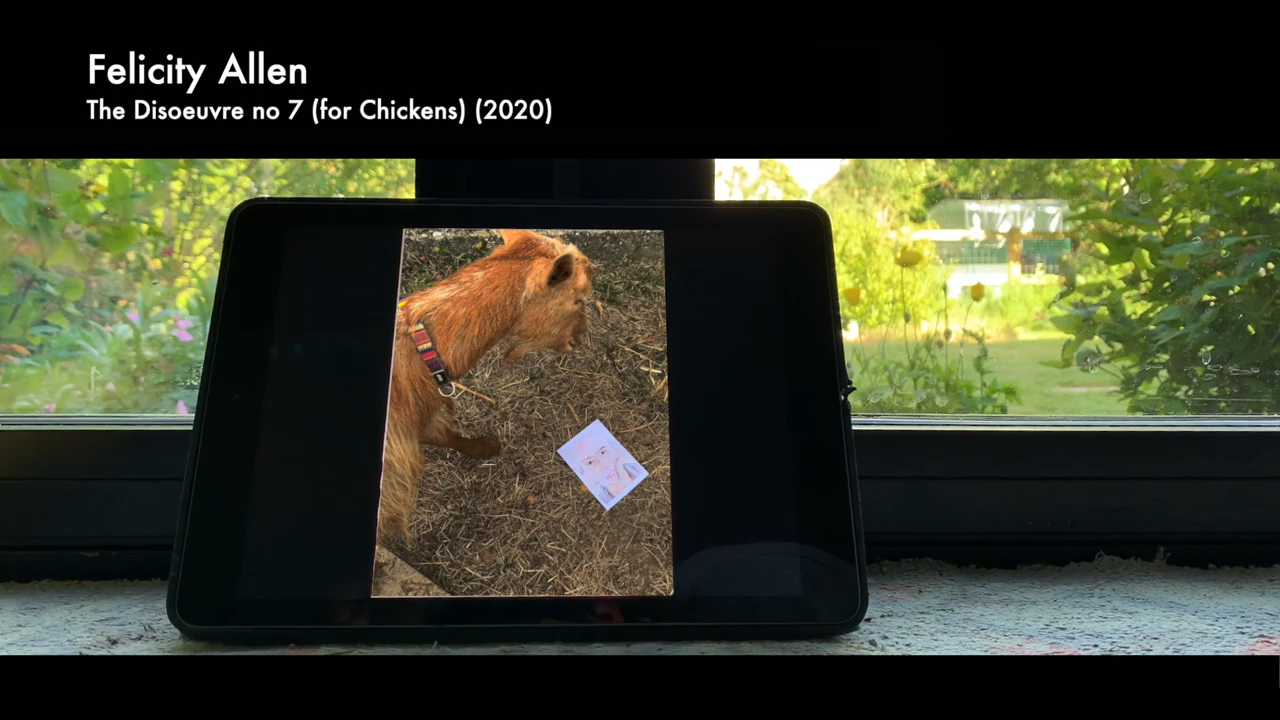 Felicity Allen
The Disoeuvre no 7 (for Chickens) (2020)